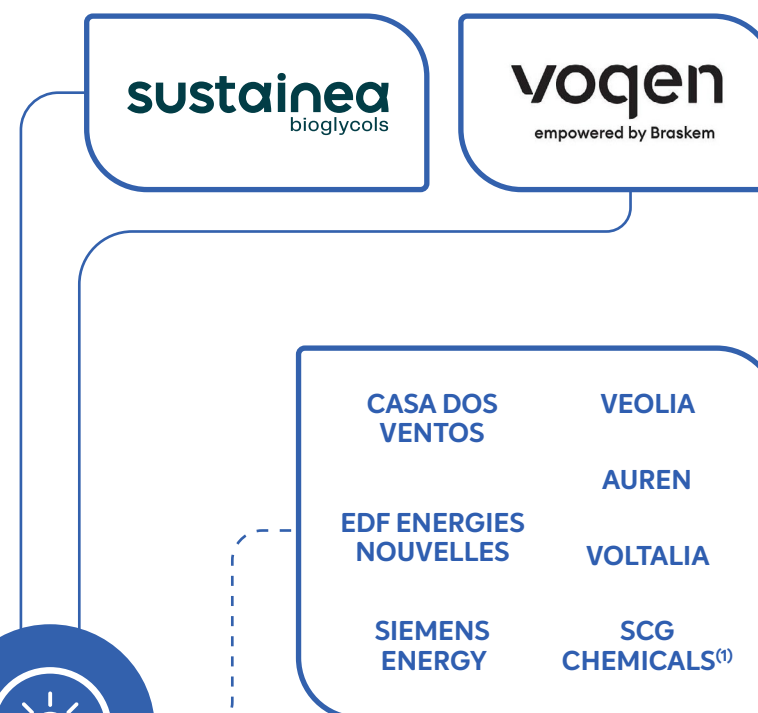 sustainea
bioglycols
voqen
empowered by Braskem
CASA DOS
VENTOS
EDF ENERGIES
NOUVELLES
SIEMENS
ENERGY
VEOLIA
AUREN
VOLTALIA
SCG
CHEMICALS(1)